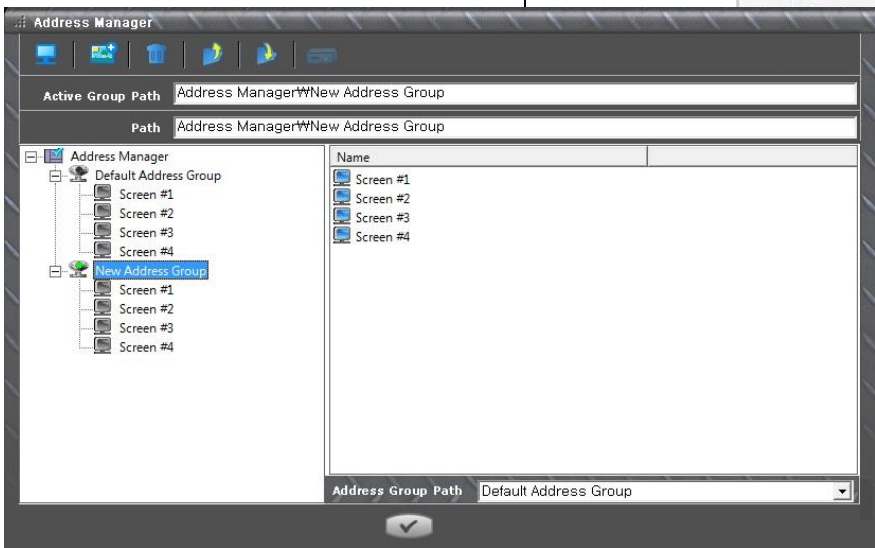 Address Manager
Active Group Path Address Manager₩New Address Group
Path Address Manager₩New Address Group
Address Manager
Default Address Group
Screen #1
Screen #2
Screen #3
Screen #4
New Address Group
Screen #1
Screen #2
Screen #3
Screen #4
Name
Screen #1
Screen #2
Screen #3
Screen #4
Address Group Path Default Address Group